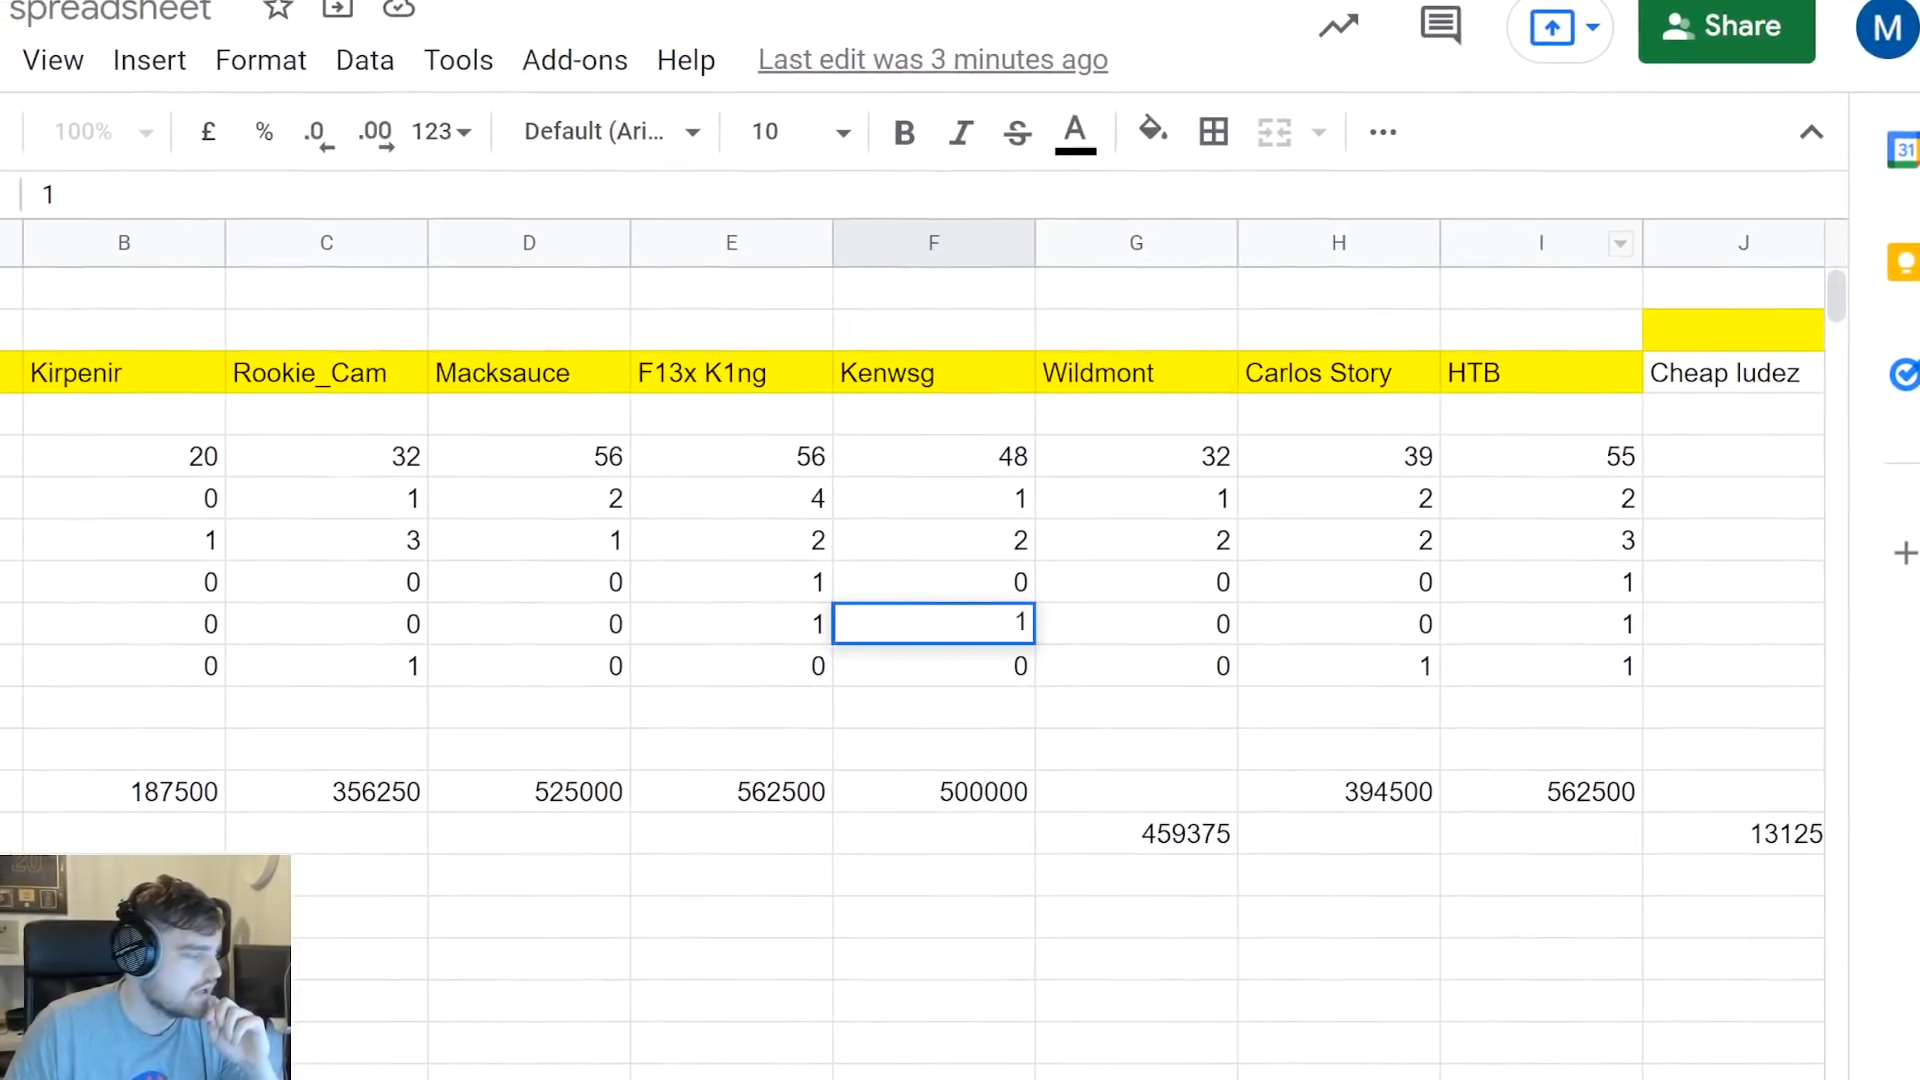 spreadsheet
View Insert Format Data Tools Add-ons Help Last edit was 3 minutes ago
Share
M
100% £ % .0 .00 123 Default (Ari... 10 B I S A
31
1
B C D E F G H I J
Kirpenir Rookie_Cam Macksauce F13x K1ng Kenwsg Wildmont Carlos Story HTB Cheap ludez
20 32 56 56 48 32 39 55
0 1 2 4 1 1 2 2
1 3 1 2 2 2 2 3
0 0 0 1 0 0 0 1
0 0 0 1 1 0 0 1
0 1 0 0 0 0 1 1
187500 356250 525000 562500 500000 394500 562500
459375 13125